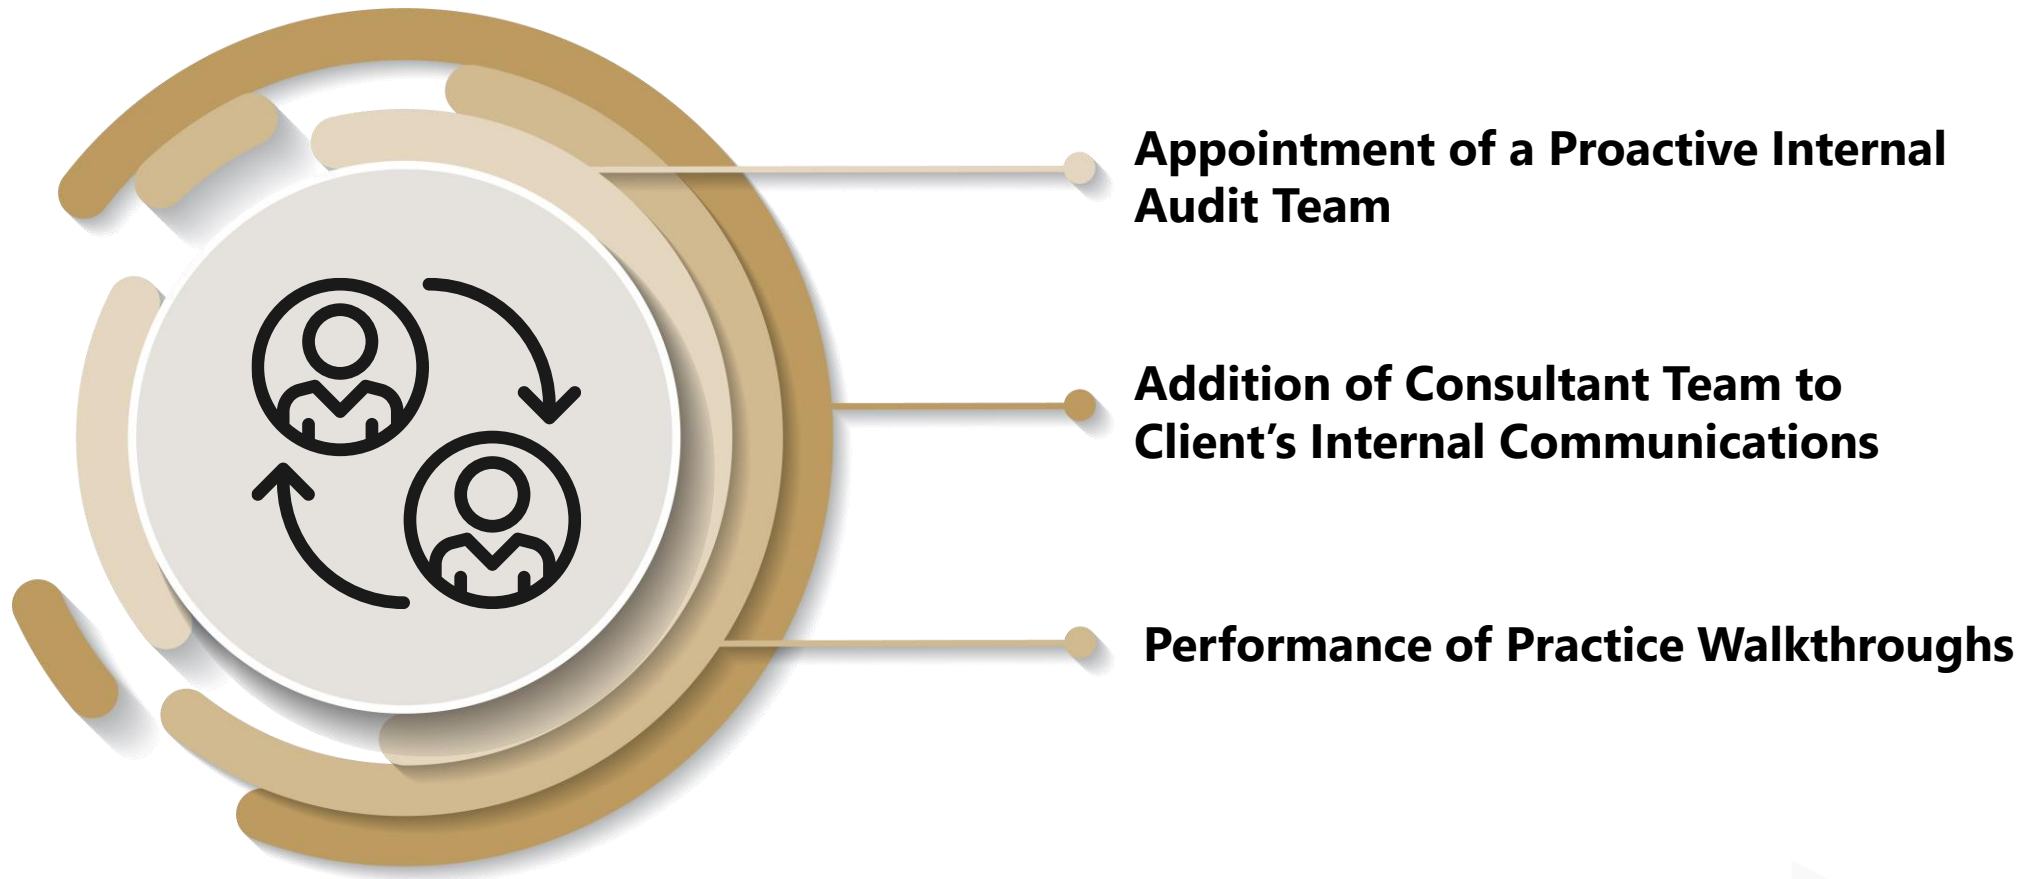 Appointment of a Proactive Internal
Audit Team
Addition of Consultant Team to
Client’s Internal Communications
Performance of Practice Walkthroughs